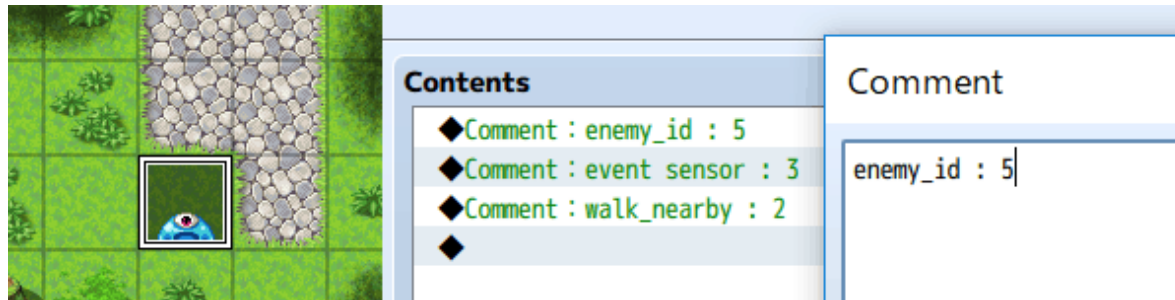 Contents
◆Comment：enemy_id : 5
◆Comment：event sensor : 3
◆Comment：walk_nearby : 2
◆
Comment
enemy_id : 5